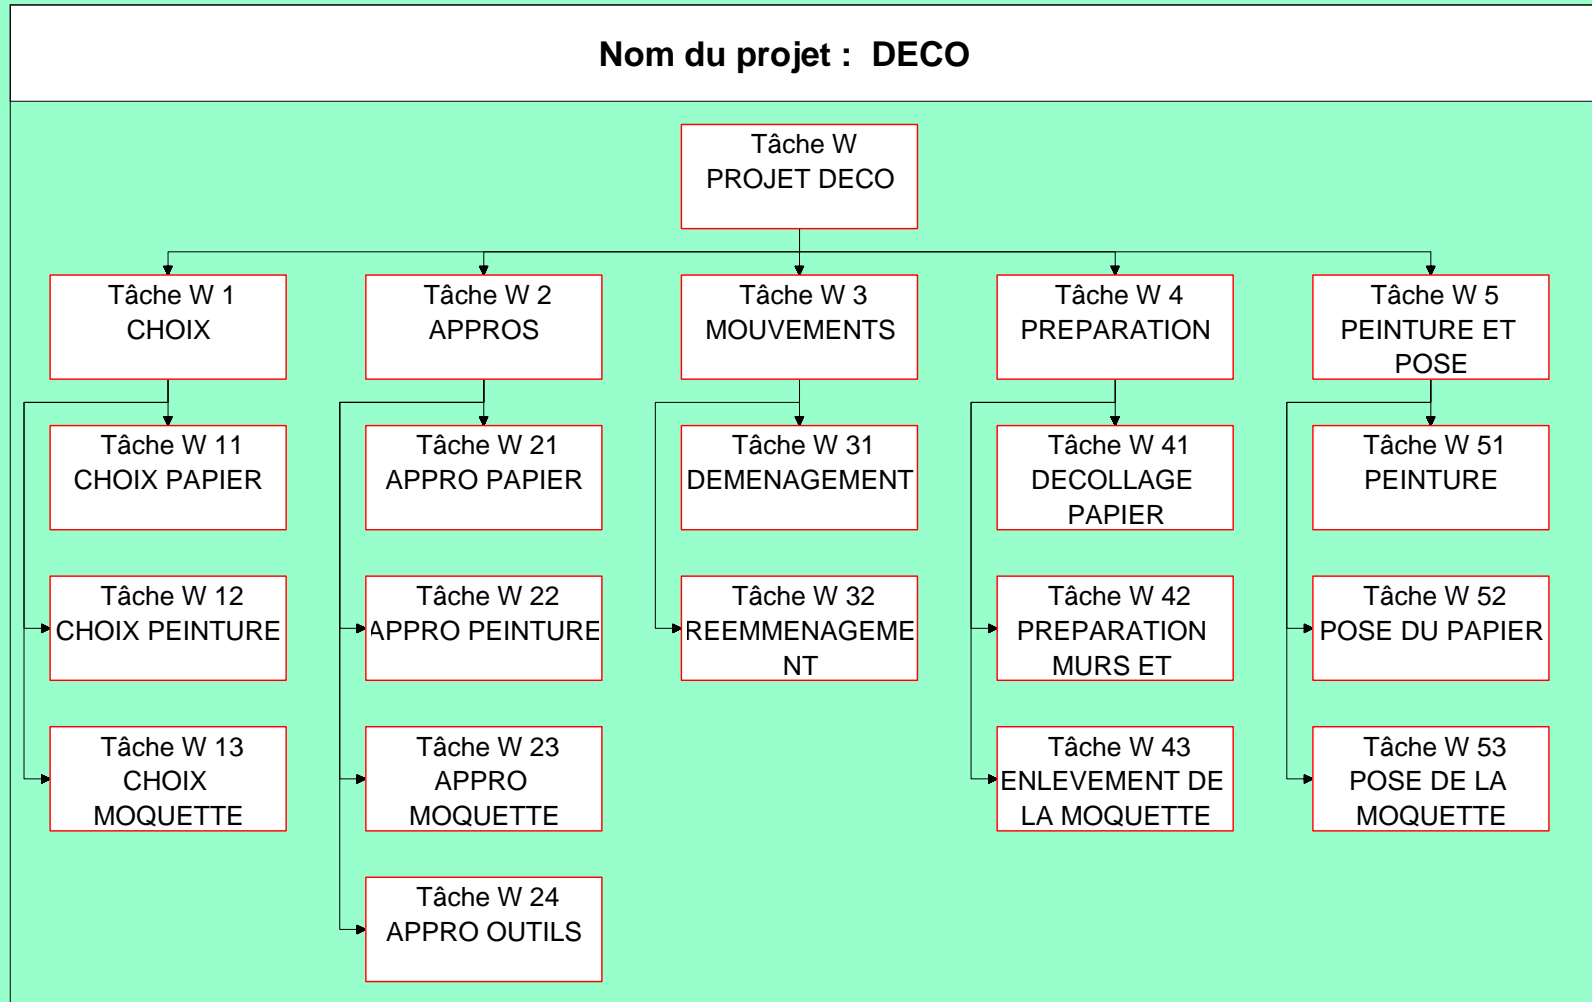 Nom du projet :  DECO
Tâche W
PROJET DECO
Tâche W 1
CHOIX
Tâche W 2
APPROS
Tâche W 3
MOUVEMENTS
Tâche W 4
PREPARATION
Tâche W 5
PEINTURE ET
POSE
Tâche W 11
CHOIX PAPIER
Tâche W 21
APPRO PAPIER
Tâche W 31
DEMENAGEMENT
Tâche W 41
DECOLLAGE
PAPIER
Tâche W 51
PEINTURE
Tâche W 12
CHOIX PEINTURE
Tâche W 22
APPRO PEINTURE
Tâche W 32
REEMMENAGEME
NT
Tâche W 42
PREPARATION
MURS ET
Tâche W 52
POSE DU PAPIER
Tâche W 13
CHOIX
MOQUETTE
Tâche W 23
APPRO
MOQUETTE
Tâche W 43
ENLEVEMENT DE
LA MOQUETTE
Tâche W 53
POSE DE LA
MOQUETTE
Tâche W 24
APPRO OUTILS